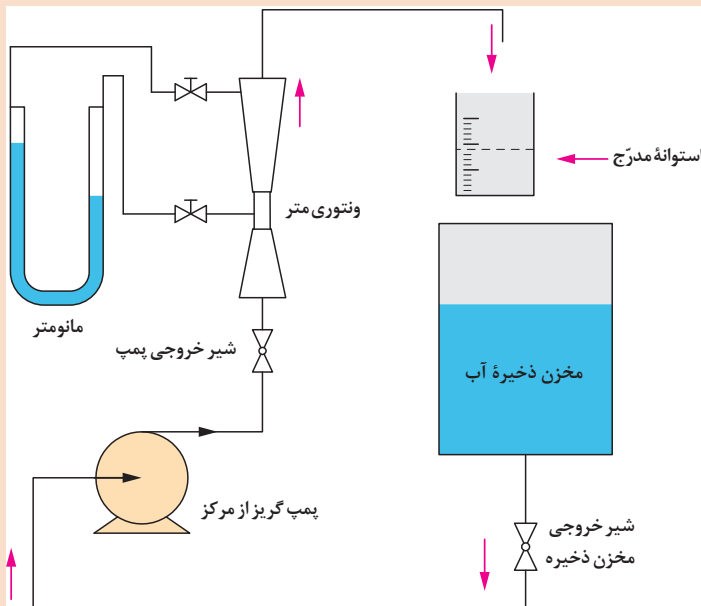 استوانهٔ مدرّج
ونتوری متر
مانومتر
شیر خروجی پمپ
مخزن ذخیرهٔ آب
پمپ گریز از مرکز
شیر خروجی
مخزن ذخیره